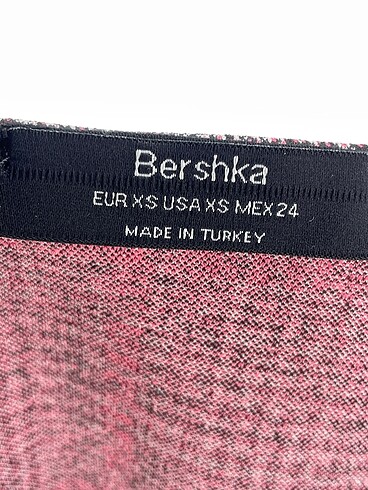 Bershka
EUR XS USA XS MEX 24
MADE IN TURKEY